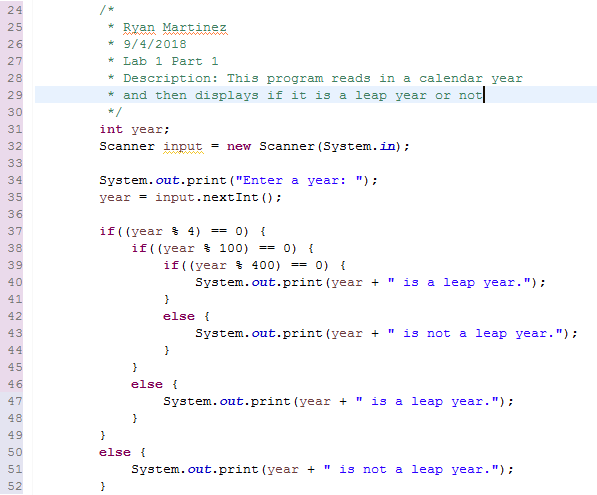 24 /*
25 * Ryan Martinez
26 * 9/4/2018
27 * Lab 1 Part 1
28 * Description: This program reads in a calendar year
29 * and then displays if it is a leap year or not
30 */
31 int year;
32 Scanner input = new Scanner(System.in);
33
34 System.out.print("Enter a year: ");
35 year = input.nextInt();
36
37 if((year % 4) == 0) {
38 if((year % 100) == 0) {
39 if((year % 400) == 0) {
40 System.out.print(year + " is a leap year.");
41 }
42 else {
43 System.out.print(year + " is not a leap year.");
44 }
45 }
46 else {
47 System.out.print(year + " is a leap year.");
48 }
49 }
50 else {
51 System.out.print(year + " is not a leap year.");
52 }